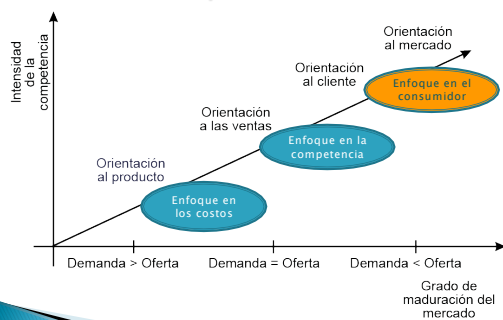 Intensidad
de la
competencia
Orientación
al mercado
Orientación
al cliente
Enfoque en el
consumidor
Orientación
a las ventas
Enfoque en la
competencia
Orientación
al producto
Enfoque en
los costos
Demanda > Oferta
Demanda = Oferta
Demanda < Oferta
Grado de
maduración del
mercado